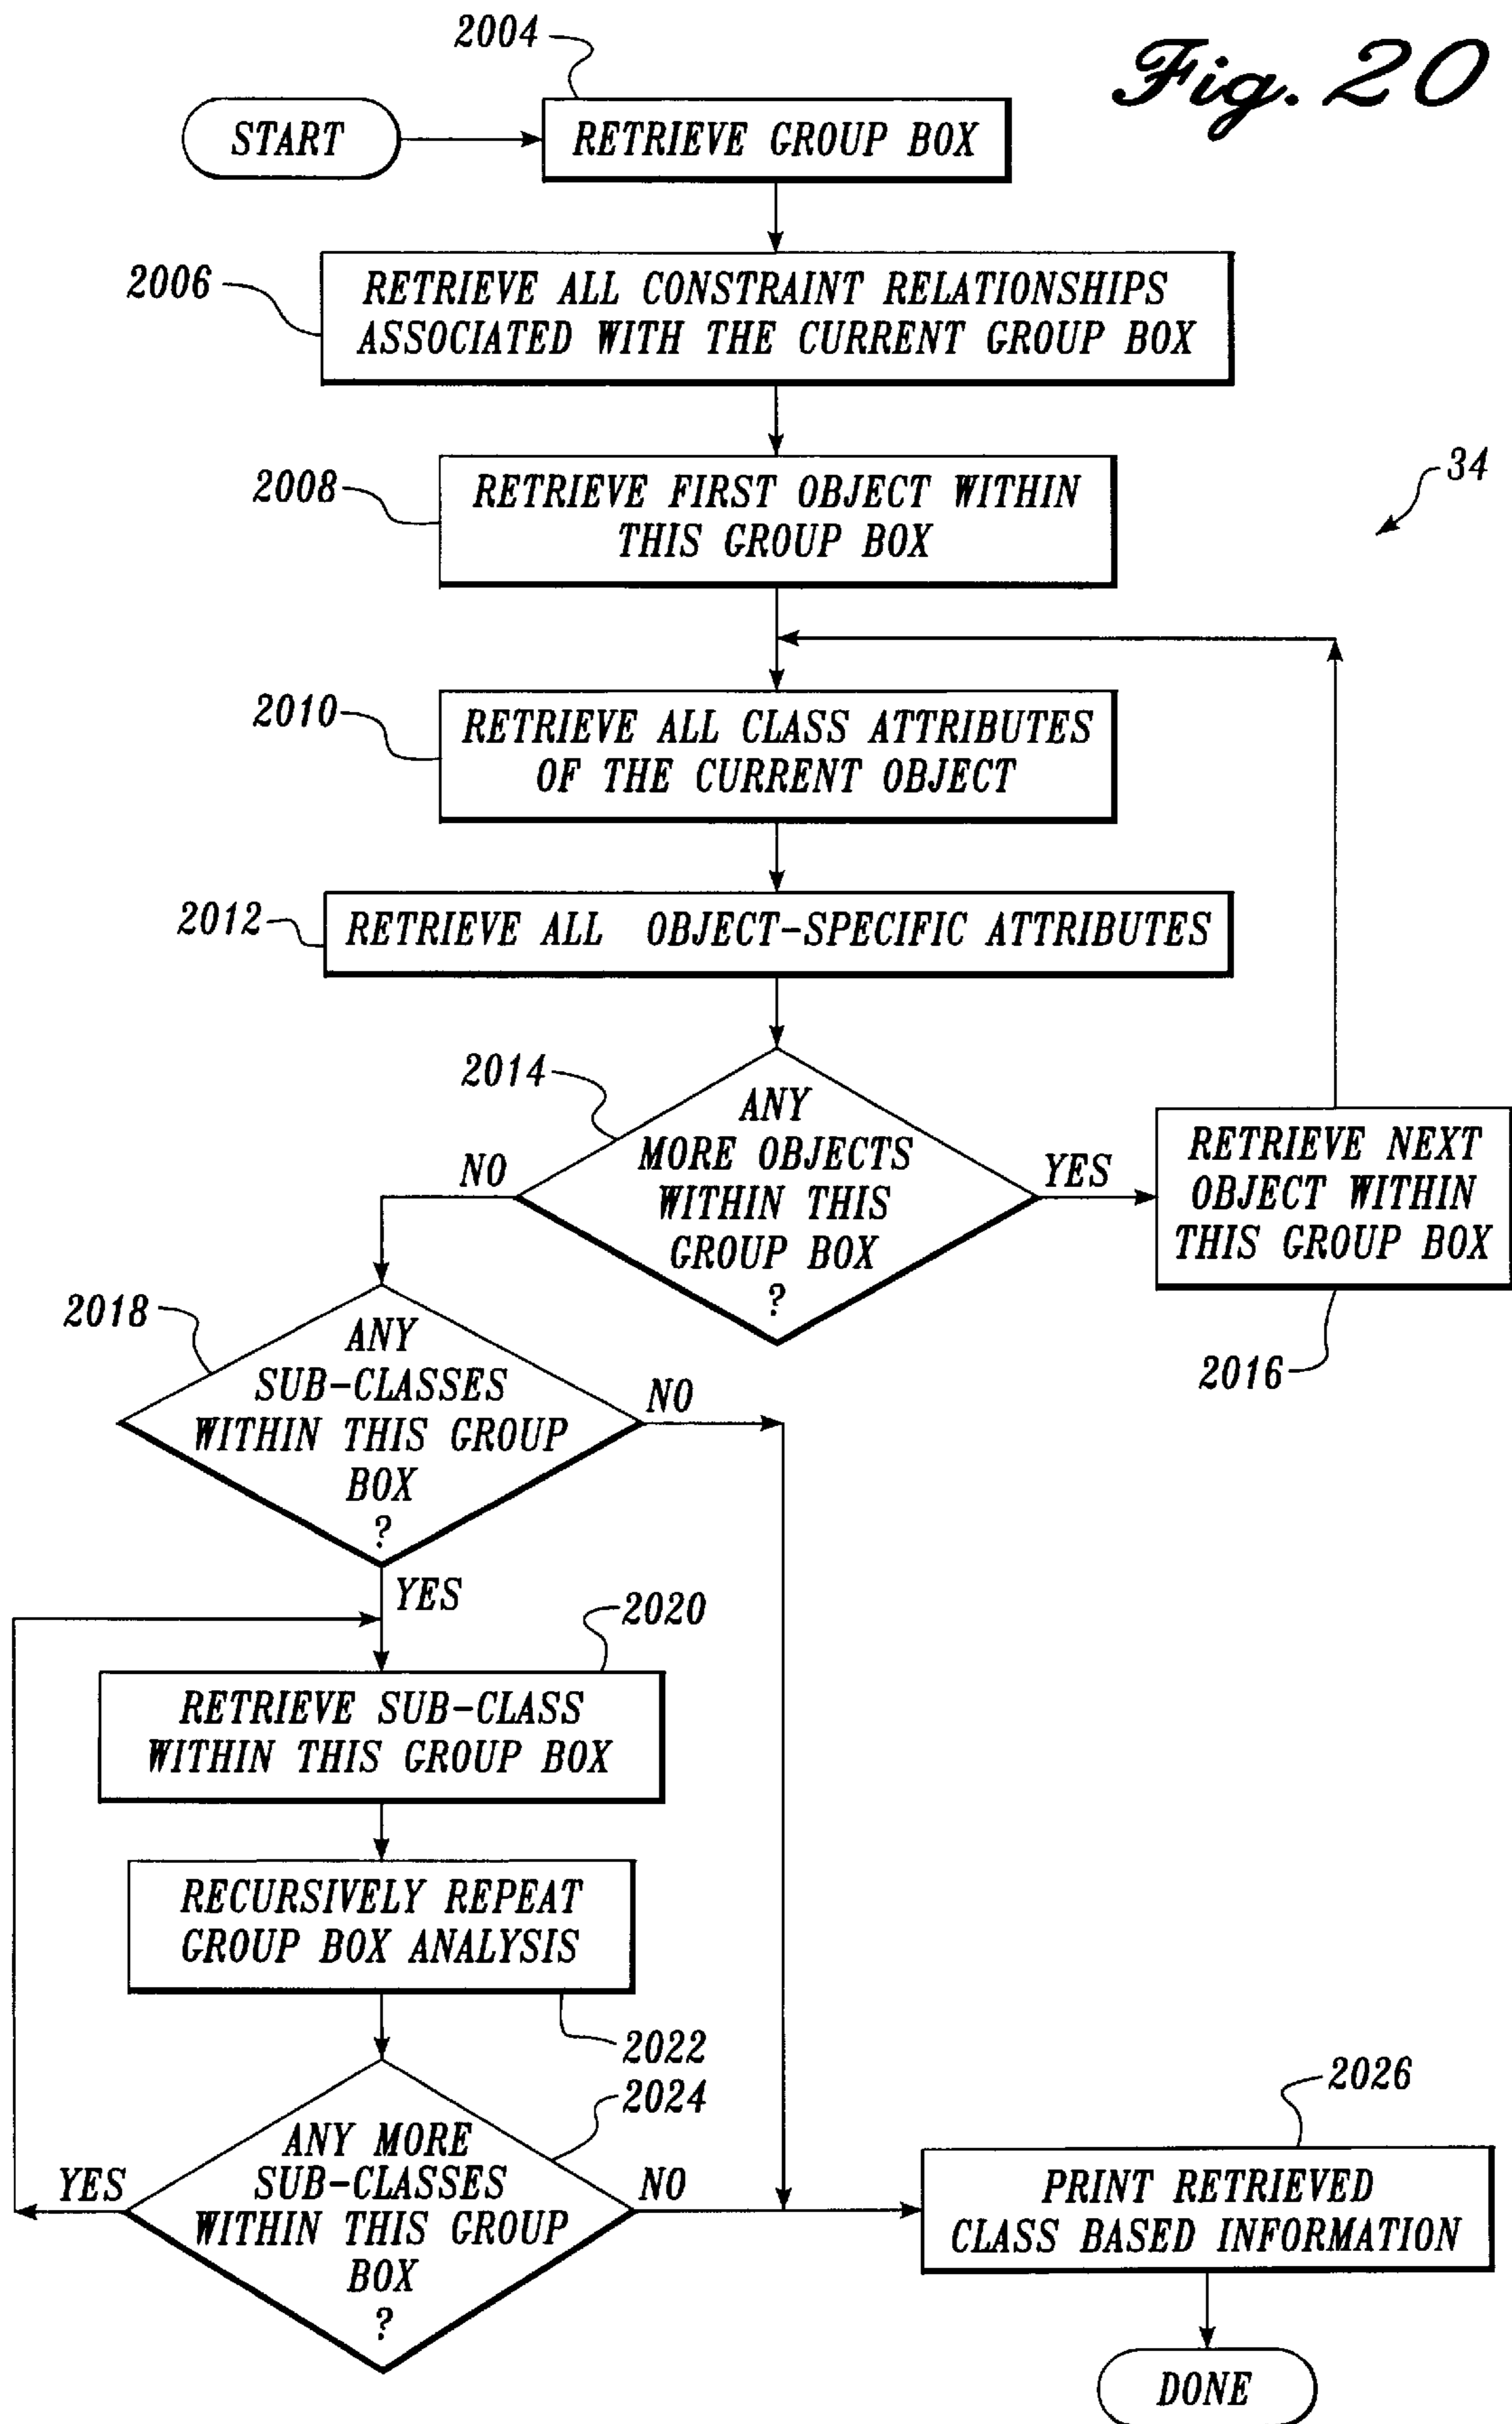 2004
Fig. 20
START
RETRIEVE GROUP BOX
2006
RETRIEVE ALL CONSTRAINT RELATIONSHIPS
ASSOCIATED WITH THE CURRENT GROUP BOX
2008
RETRIEVE FIRST OBJECT WITHIN
THIS GROUP BOX
34
2010
RETRIEVE ALL CLASS ATTRIBUTES
OF THE CURRENT OBJECT
2012
RETRIEVE ALL OBJECT-SPECIFIC ATTRIBUTES
2014
ANY
MORE OBJECTS
WITHIN THIS
GROUP BOX
?
NO
YES
RETRIEVE NEXT
OBJECT WITHIN
THIS GROUP BOX
2016
2018
ANY
SUB-CLASSES
WITHIN THIS GROUP
BOX
?
NO
YES
2020
RETRIEVE SUB-CLASS
WITHIN THIS GROUP BOX
RECURSIVELY REPEAT
GROUP BOX ANALYSIS
2022
2024
ANY MORE
SUB-CLASSES
WITHIN THIS GROUP
BOX
?
YES
NO
2026
PRINT RETRIEVED
CLASS BASED INFORMATION
DONE